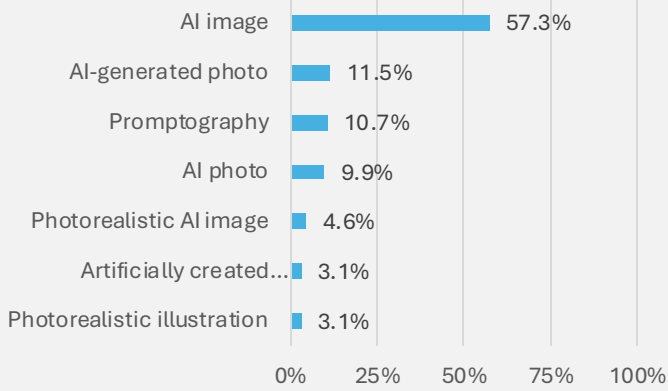 AI image 57.3%
AI-generated photo 11.5%
Promptography 10.7%
AI photo 9.9%
Photorealistic AI image 4.6%
Artificially created... 3.1%
Photorealistic illustration 3.1%
0% 25% 50% 75% 100%